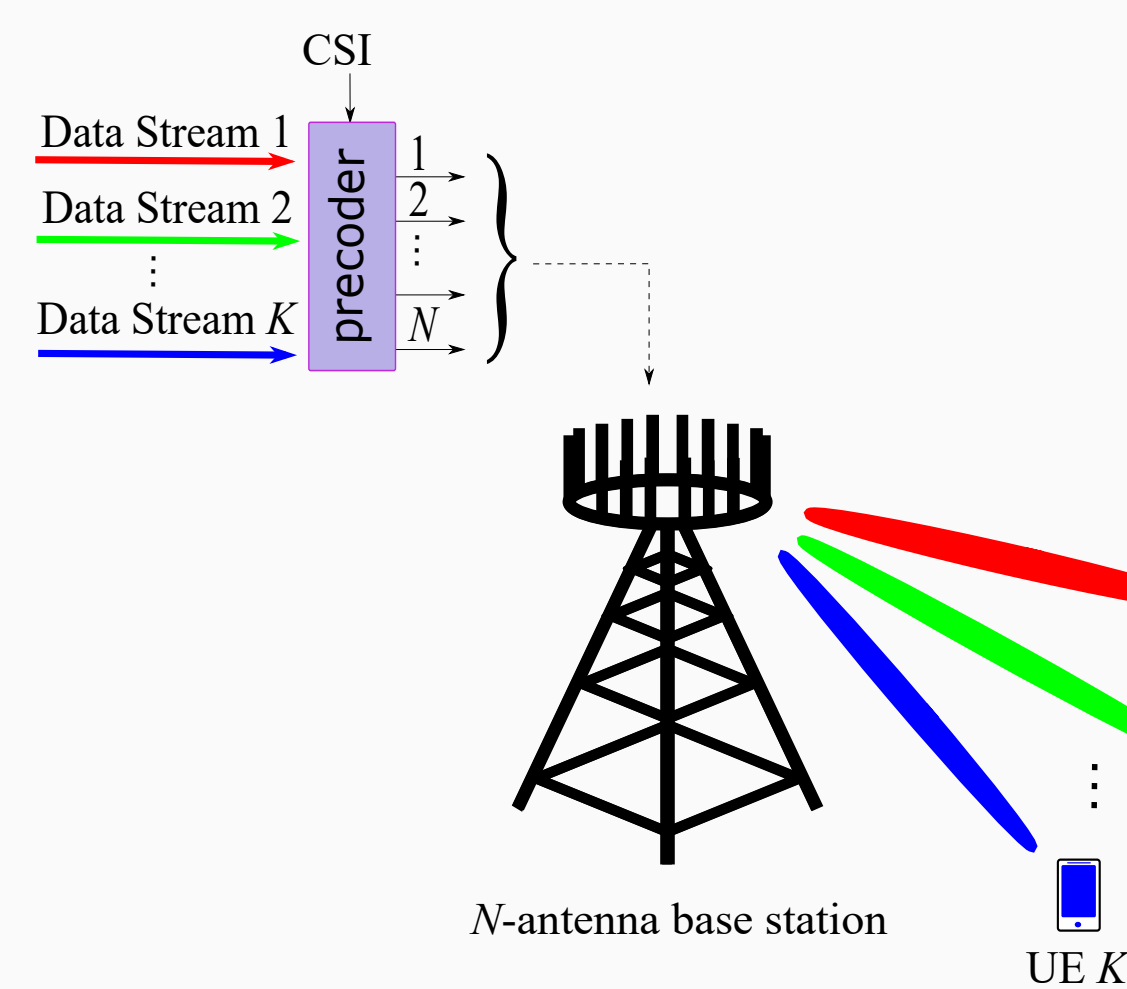 CSI
Data Stream 1
Data Stream 2
⋮
Data Stream K
precoder
1
2
⋮
N
⋮
N-antenna base station
UE K